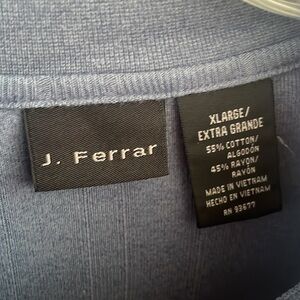 J. Ferrar
XLARGE/
EXTRA GRANDE
55% COTTON/
ALGODÓN
45% RAYON/
RAYÓN
MADE IN VIETNAM
HECHO EN VIETNAM
RN 93677